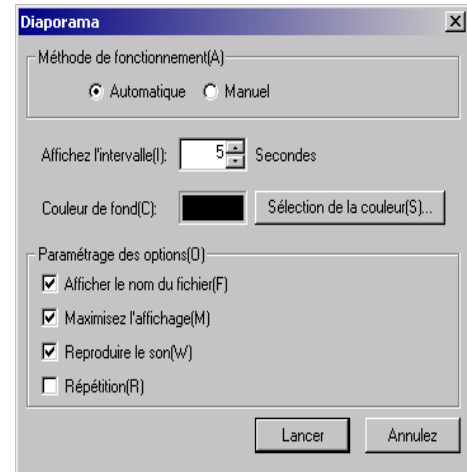 Diaporama
Méthode de fonctionnement(A)
Automatique Manuel
Affichez l'intervalle(I): 5 Secondes
Couleur de fond(C): Sélection de la couleur(S)...
Paramétrage des options(O)
Afficher le nom du fichier(F)
Maximisez l'affichage(M)
Reproduire le son(W)
Répétition(R)
Lancer Annulez